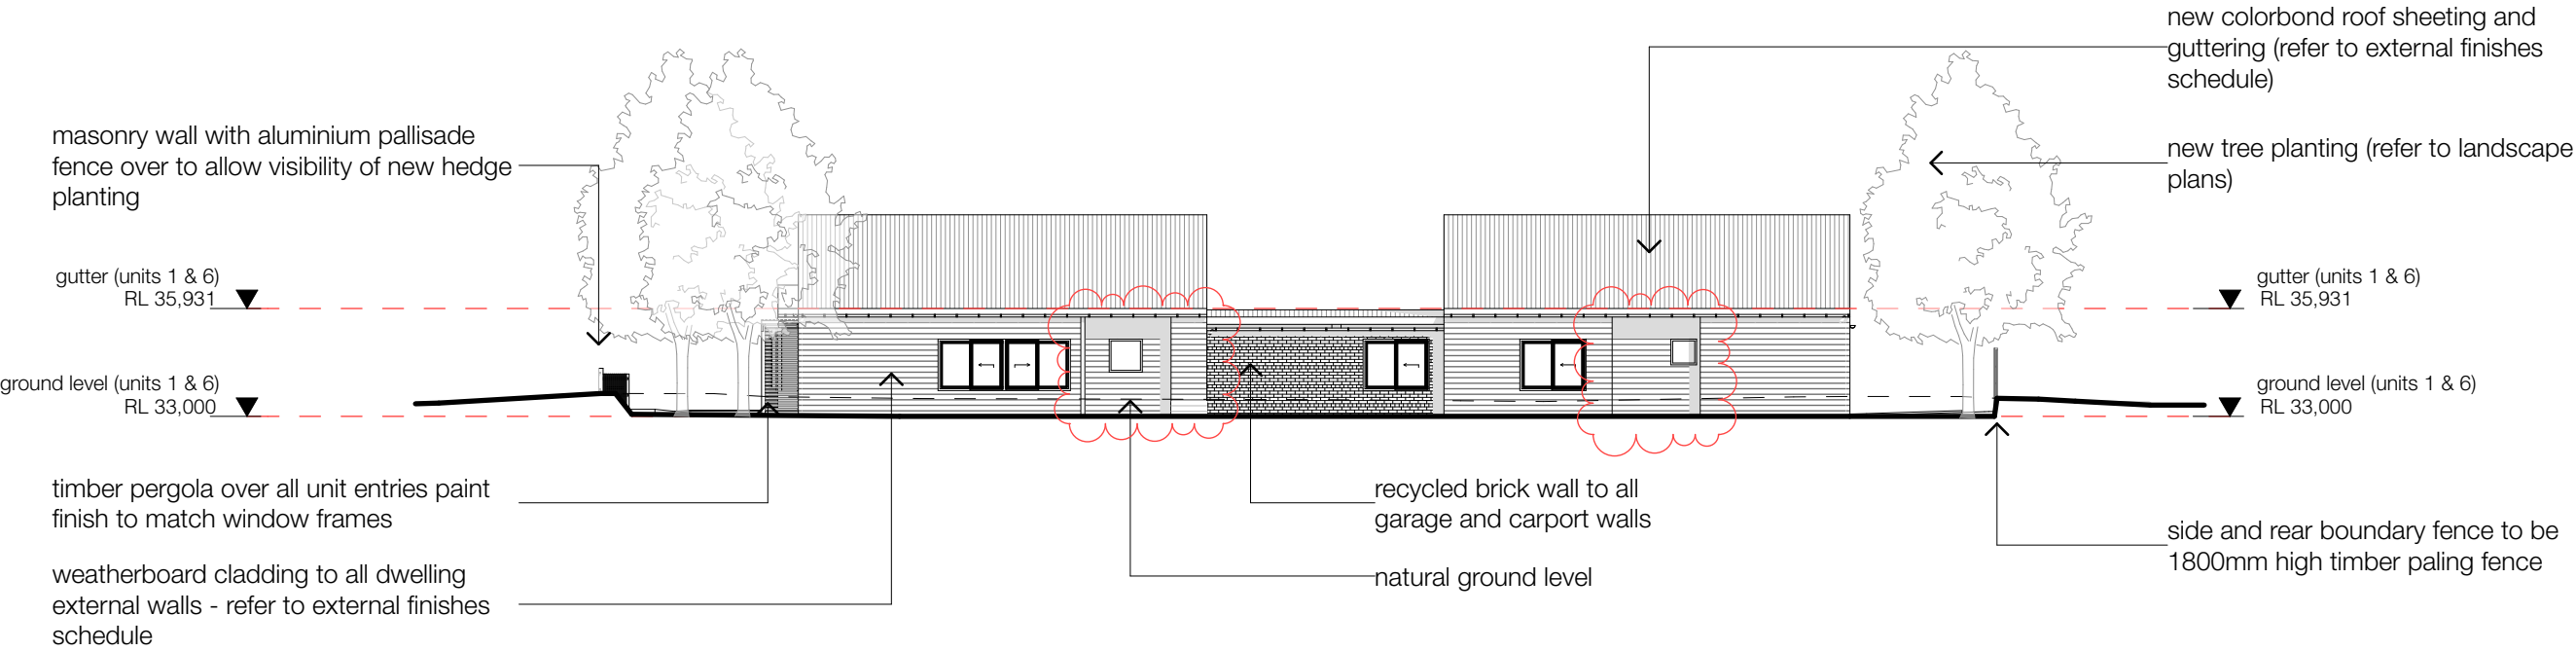 new colorbond roof sheeting and
guttering (refer to external finishes
schedule)
masonry wall with aluminium pallisade
fence over to allow visibility of new hedge
planting
new tree planting (refer to landscape
plans)
gutter (units 1 & 6)
RL 35,931
gutter (units 1 & 6)
RL 35,931
ground level (units 1 & 6)
RL 33,000
ground level (units 1 & 6)
RL 33,000
timber pergola over all unit entries paint
finish to match window frames
recycled brick wall to all
garage and carport walls
side and rear boundary fence to be
1800mm high timber paling fence
weatherboard cladding to all dwelling
external walls - refer to external finishes
schedule
natural ground level